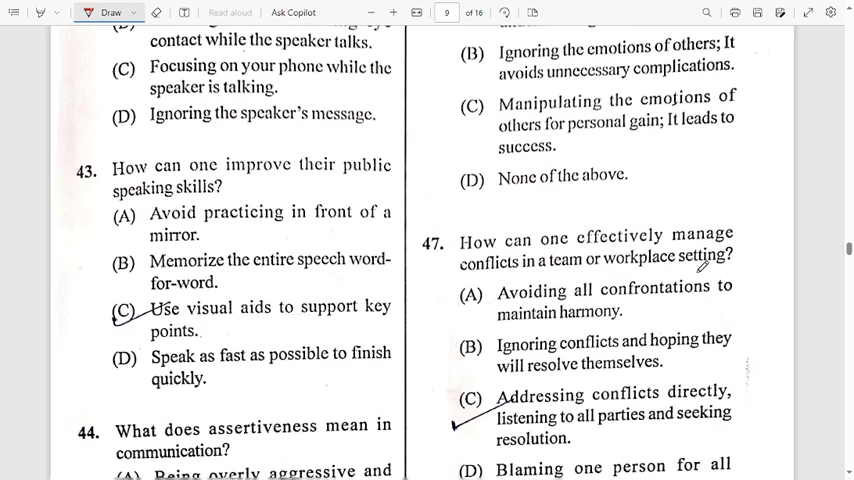 Draw
Read aloud
Ask Copilot
9 of 16
contact while the speaker talks.
(C) Focusing on your phone while the
speaker is talking.
(D) Ignoring the speaker's message.
43. How can one improve their public
speaking skills?
(A) Avoid practicing in front of a
mirror.
(B) Memorize the entire speech word-
for-word.
(C) Use visual aids to support key
points.
(D) Speak as fast as possible to finish
quickly.
44. What does assertiveness mean in
communication?
(A) Being overly aggressive and
(B) Ignoring the emotions of others; It
avoids unnecessary complications.
(C) Manipulating the emotions of
others for personal gain; It leads to
success.
(D) None of the above.
47. How can one effectively manage
conflicts in a team or workplace setting?
(A) Avoiding all confrontations to
maintain harmony.
(B) Ignoring conflicts and hoping they
will resolve themselves.
(C) Addressing conflicts directly,
listening to all parties and seeking
resolution.
(D) Blaming one person for all